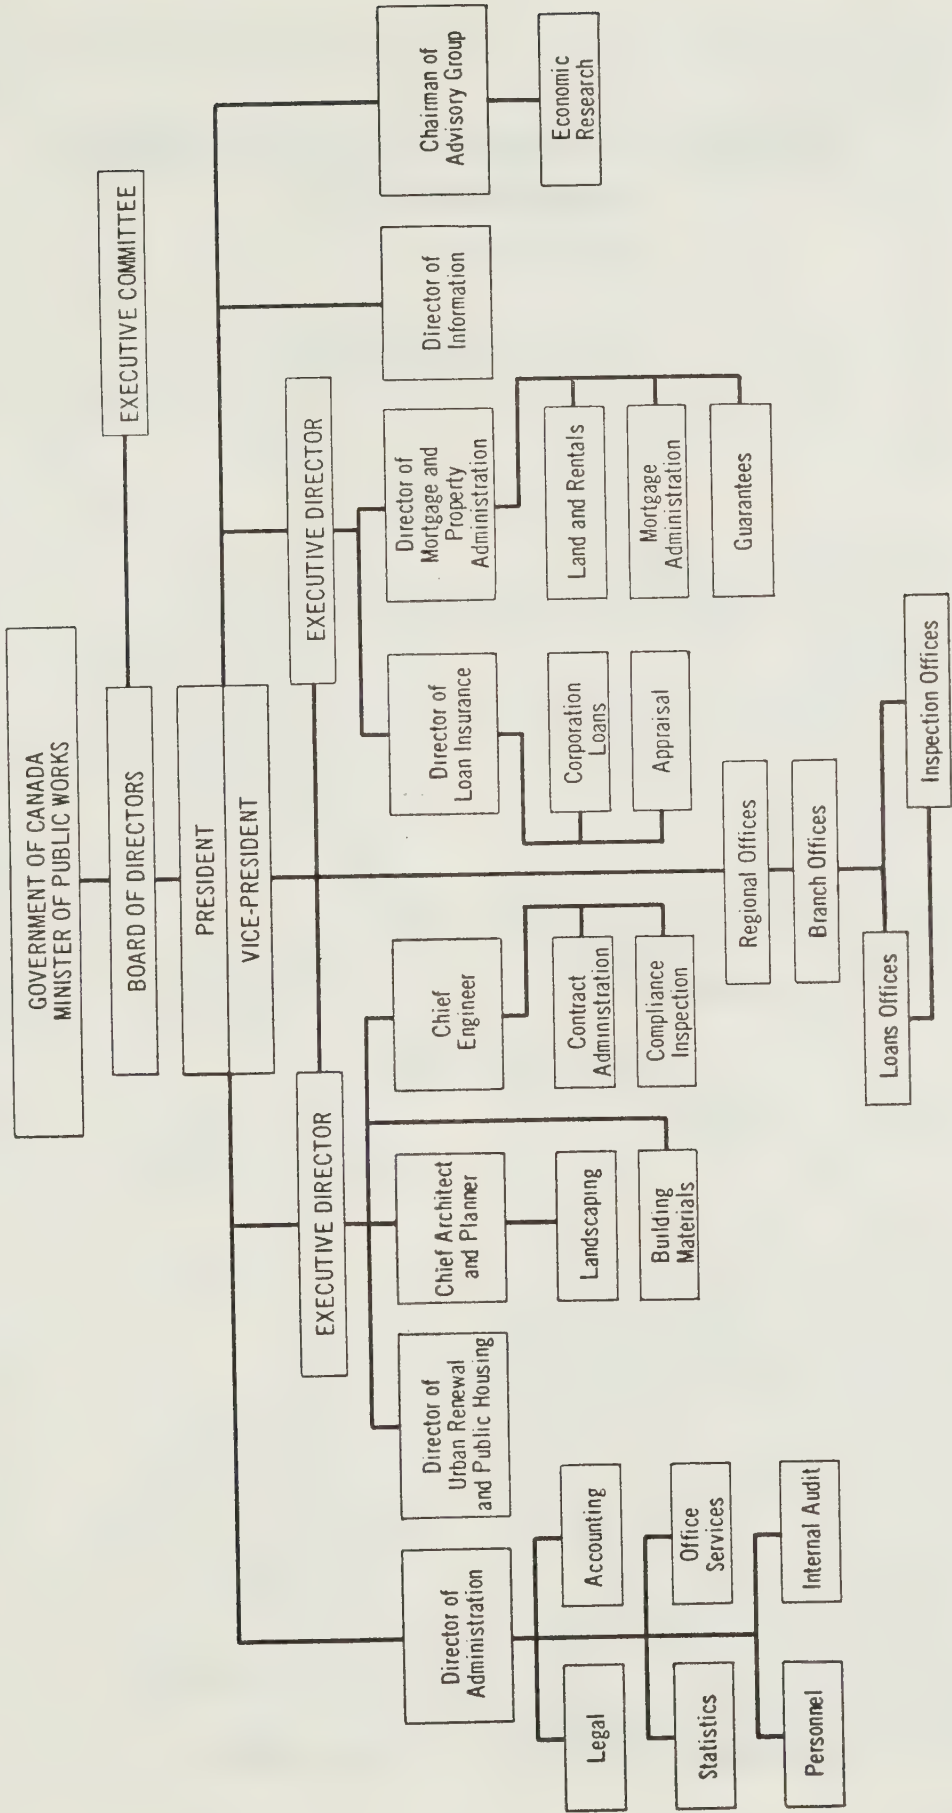 GOVERNMENT OF CANADA
MINISTER OF PUBLIC WORKS
BOARD OF DIRECTORS
EXECUTIVE COMMITTEE
PRESIDENT
VICE-PRESIDENT
EXECUTIVE DIRECTOR
EXECUTIVE DIRECTOR
Director of
Administration
Director of
Urban Renewal
and Public Housing
Chief Architect
and Planner
Chief
Engineer
Director of
Loan Insurance
Director of
Mortgage and
Property
Administration
Director of
Information
Chairman of
Advisory Group
Legal
Accounting
Landscaping
Contract
Administration
Corporation
Loans
Land and Rentals
Economic
Research
Statistics
Office
Services
Building
Materials
Compliance
Inspection
Appraisal
Mortgage
Administration
Personnel
Internal Audit
Guarantees
Regional Offices
Branch Offices
Loans Offices
Inspection Offices